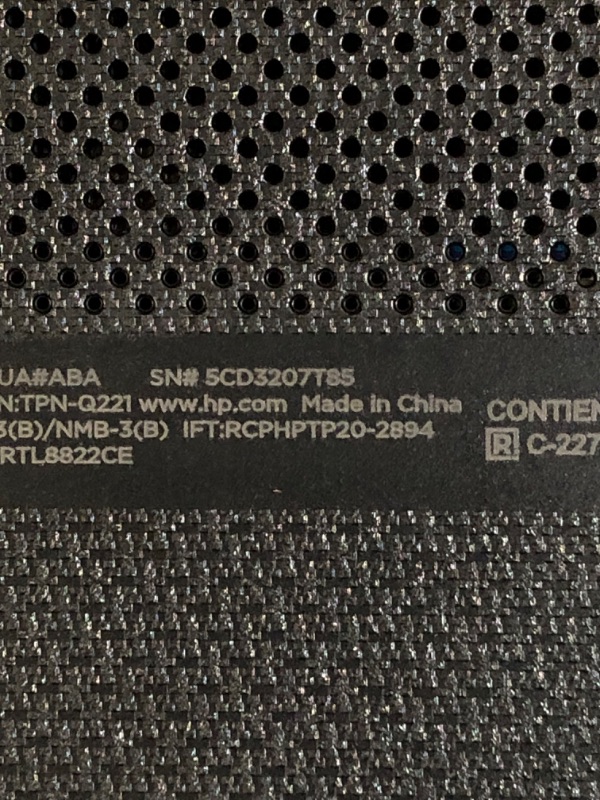 UA#ABA SN# 5CD3207T85
N:TPN-Q221 www.hp.com Made in China
3(B)/NMB-3(B) IFT:RCPHPTP20-2894
RTL8822CE
CONTIEN
R C-227